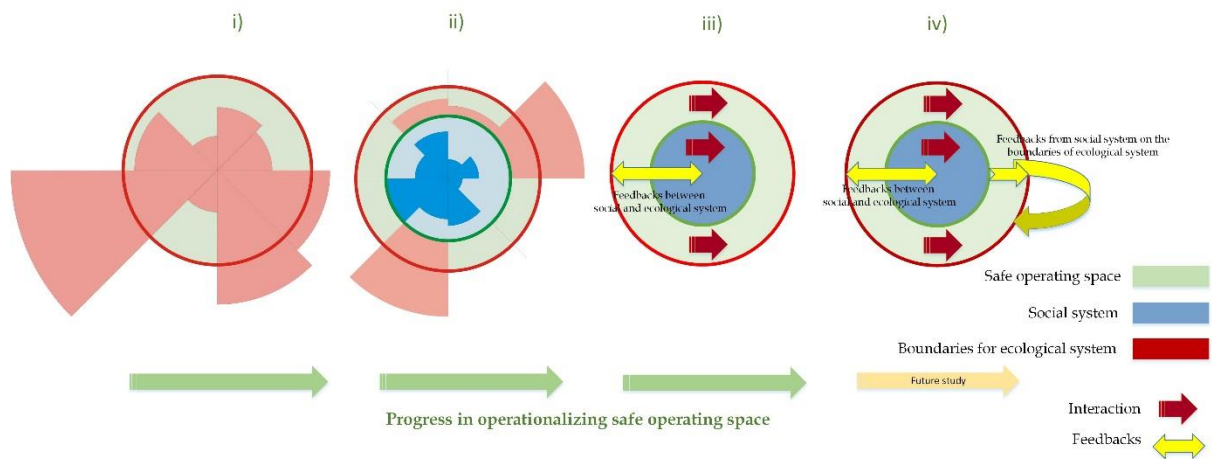 i)
ii)
iii)
iv)
Feedbacks between
social and ecological system
Feedbacks from social system on the
boundaries of ecological system
Feedbacks between
social and ecological system
Safe operating space
Social system
Boundaries for ecological system
Future study
Progress in operationalizing safe operating space
Interaction
Feedbacks